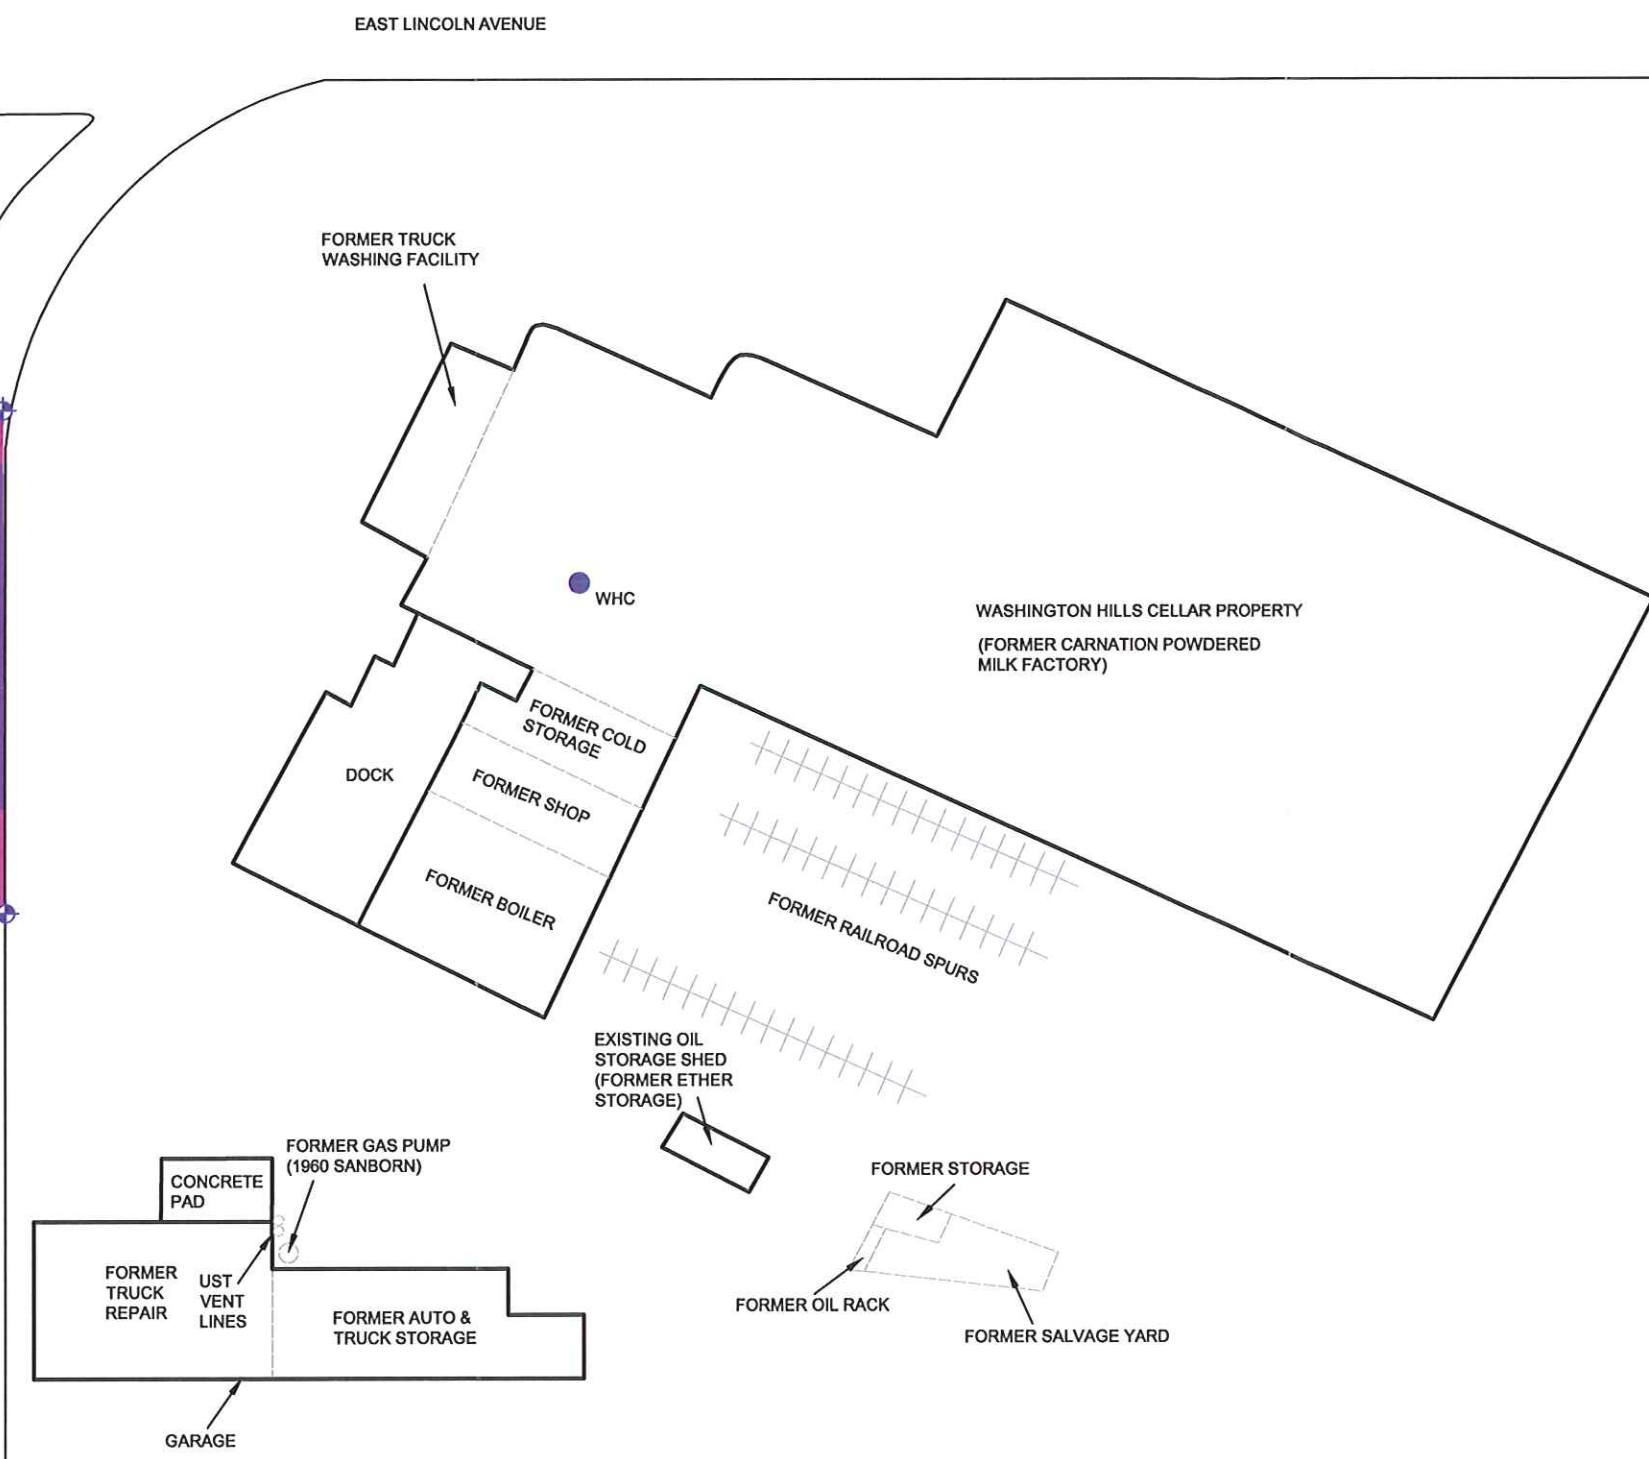 EAST LINCOLN AVENUE
FORMER TRUCK
WASHING FACILITY
WHC
WASHINGTON HILLS CELLAR PROPERTY
(FORMER CARNATION POWDERED
MILK FACTORY)
FORMER COLD
STORAGE
DOCK
FORMER SHOP
FORMER BOILER
FORMER RAILROAD SPURS
EXISTING OIL
STORAGE SHED
(FORMER ETHER
STORAGE)
FORMER GAS PUMP
(1960 SANBORN)
CONCRETE
PAD
FORMER STORAGE
FORMER
TRUCK
REPAIR
UST
VENT
LINES
FORMER AUTO &
TRUCK STORAGE
FORMER OIL RACK
FORMER SALVAGE YARD
GARAGE